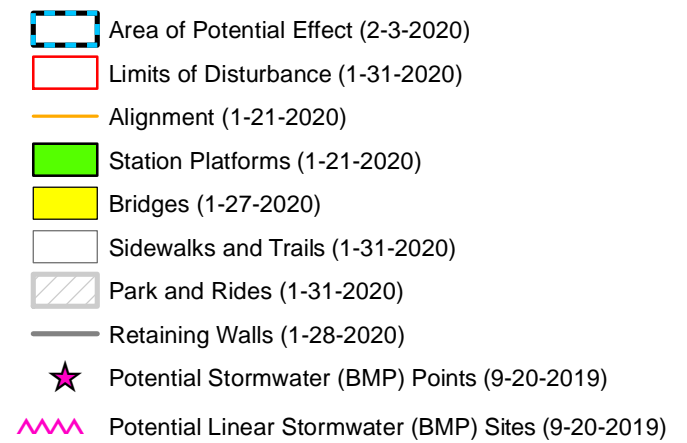 Area of Potential Effect (2-3-2020)
Limits of Disturbance (1-31-2020)
Alignment (1-21-2020)
Station Platforms (1-21-2020)
Bridges (1-27-2020)
Sidewalks and Trails (1-31-2020)
Park and Rides (1-31-2020)
Retaining Walls (1-28-2020)
Potential Stormwater (BMP) Points (9-20-2019)
Potential Linear Stormwater (BMP) Sites (9-20-2019)